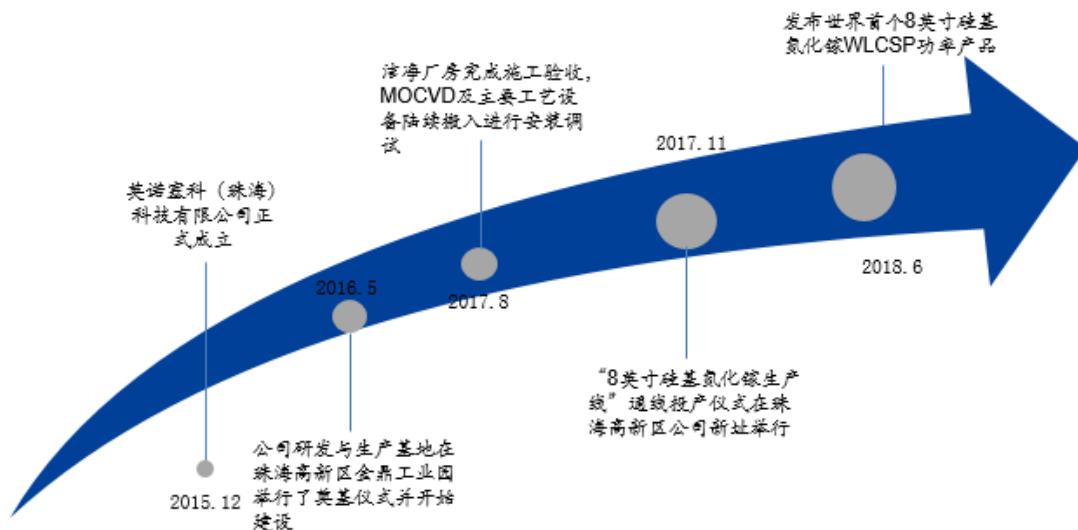 发布世界首个8英寸硅基
氮化镓WLCSP功率产品
洁海厂房完成施工验收，
MOCVD及主要工艺设
备陆续搬入进行安装调
试
2017.11
英诺赛科（珠海）
科技有限公司正
式成立
2018.6
2016.5
2017.8
“8英寸硅基氮化镓生产
线”通线投产仪式在珠
海高新区公司新址举行
公司研发与生产基地在
珠海高新区金鼎工业园
举行了奠基仪式并开始
建设
2015.12